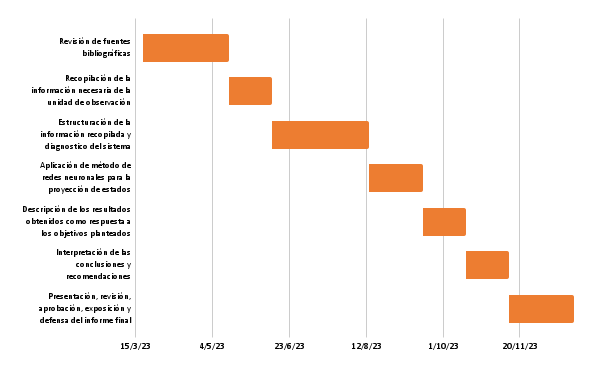 Revisión de fuentes
bibliográficas
Recopilación de la
información necesaria de la
unidad de observación
Estructuración de la
información recopilada y
diagnostico del sistema
Aplicación de método de
redes neuronales para la
proyección de estados
Descripción de los resultados
obtenidos como respuesta a
los objetivos planteados
Interpretación de las
conclusiones y
recomendaciones
Presentación, revisión,
aprobación, exposición y
defensa del informe final
15/3/23 4/5/23 23/6/23 12/8/23 1/10/23 20/11/23